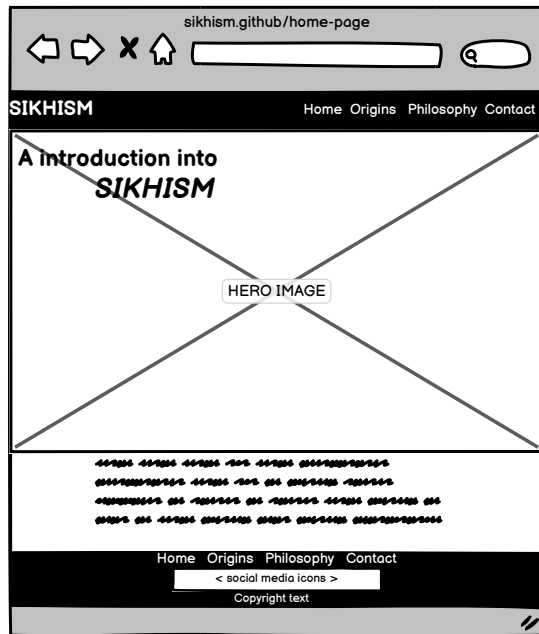 sikhism.github/home-page
SIKHISM Home Origins Philosophy Contact
A introduction into
SIKHISM
HERO IMAGE
Home Origins Philosophy Contact
< social media icons >
Copyright text